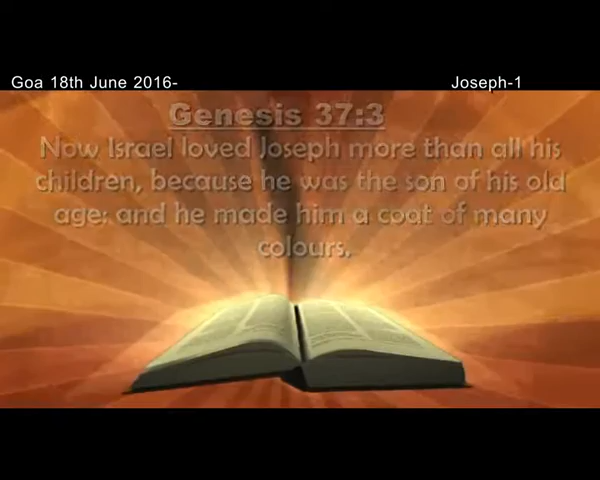 Goa 18th June 2016-
Joseph-1
Genesis 37:3
Now Israel loved Joseph more than all his
children, because he was the son of his old
age: and he made him a coat of many
colours.